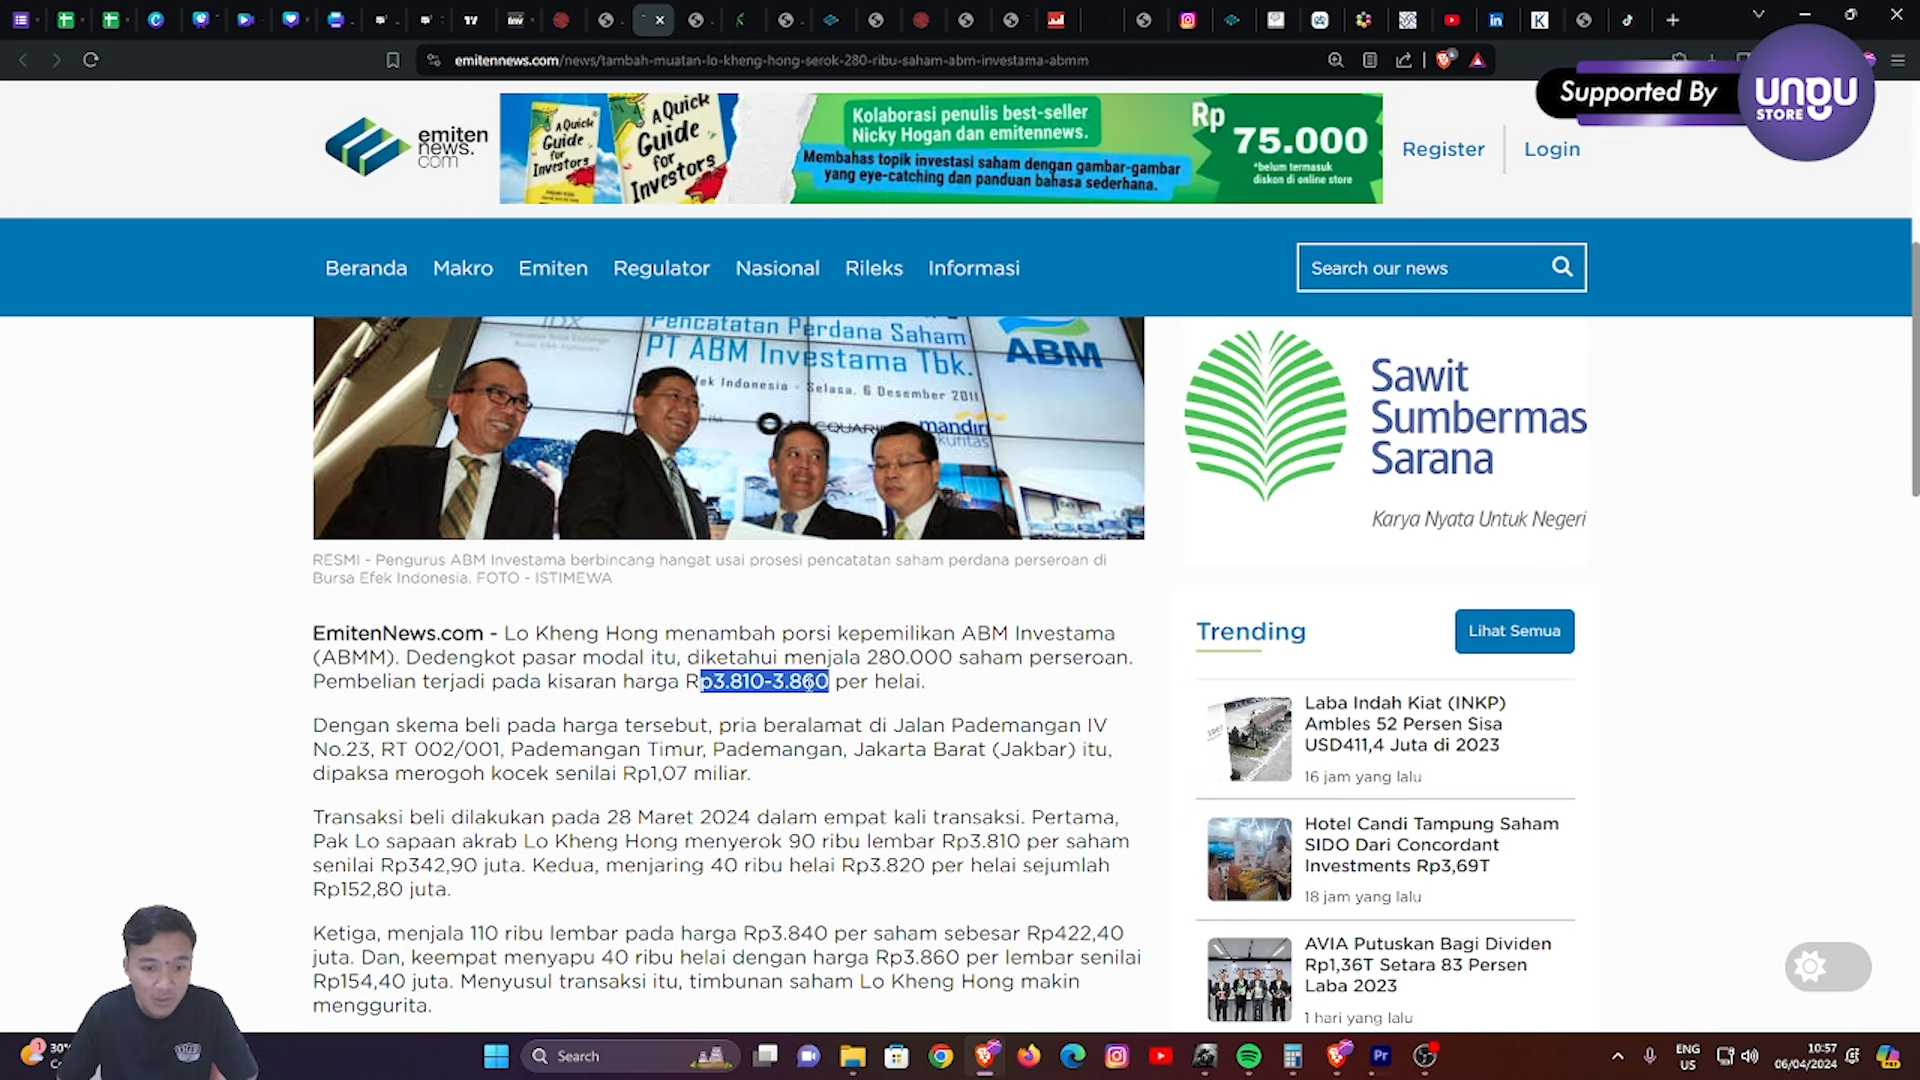 emitennews.com/news/tambah-muatan-lo-kheng-hong-serok-280-ribu-saham-abm-investama-abmm
Supported By
UNGU
STORE
emiten
news.
com
A Quick
Guide
for
Investors
A Quick
Guide
for
Investors
Kolaborasi penulis best-seller
Nicky Hogan dan emitennews.
Membahas topik investasi saham dengan gambar-gambar
yang eye-catching dan panduan bahasa sederhana.
Rp
75.000
*belum termasuk
diskon di online store
Register
Login
Beranda
Makro
Emiten
Regulator
Nasional
Rileks
Informasi
Search our news
IDX
Pencatatan Perdana Saham
PT ABM Investama Tbk.
Efek Indonesia - Selasa, 6 Desember 2011
ABM
mandiri
sekuritas
Sawit
Sumbermas
Sarana
Karya Nyata Untuk Negeri
RESMI - Pengurus ABM Investama berbincang hangat usai prosesi pencatatan saham perdana perseroan di
Bursa Efek Indonesia. FOTO - ISTIMEWA
EmitenNews.com - Lo Kheng Hong menambah porsi kepemilikan ABM Investama
(ABMM). Dedengkot pasar modal itu, diketahui menjala 280.000 saham perseroan.
Pembelian terjadi pada kisaran harga Rp3.810-3.860 per helai.
Dengan skema beli pada harga tersebut, pria beralamat di Jalan Pademangan IV
No.23, RT 002/001, Pademangan Timur, Pademangan, Jakarta Barat (Jakbar) itu,
dipaksa merogoh kocek senilai Rp1,07 miliar.
Transaksi beli dilakukan pada 28 Maret 2024 dalam empat kali transaksi. Pertama,
Pak Lo sapaan akrab Lo Kheng Hong menyerok 90 ribu lembar Rp3.810 per saham
senilai Rp342,90 juta. Kedua, menjaring 40 ribu helai Rp3.820 per helai sejumlah
Rp152,80 juta.
Ketiga, menjala 110 ribu lembar pada harga Rp3.840 per saham sebesar Rp422,40
juta. Dan, keempat menyapu 40 ribu helai dengan harga Rp3.860 per lembar senilai
Rp154,40 juta. Menyusul transaksi itu, timbunan saham Lo Kheng Hong makin
menggurita.
Trending
Lihat Semua
Laba Indah Kiat (INKP)
Ambles 52 Persen Sisa
USD411,4 Juta di 2023
16 jam yang lalu
Hotel Candi Tampung Saham
SIDO Dari Concordant
Investments Rp3,69T
18 jam yang lalu
AVIA Putuskan Bagi Dividen
Rp1,36T Setara 83 Persen
Laba 2023
1 hari yang lalu
30°
Search
ENG
US
10:57
06/04/2024